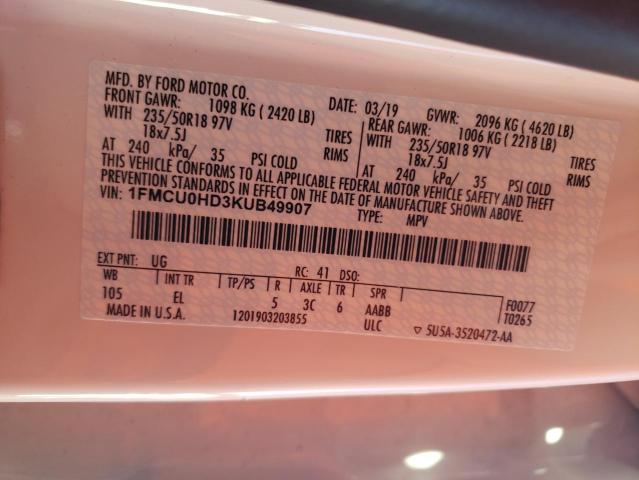 MFD. BY FORD MOTOR CO.
DATE: 03/19 GVWR: 2096 KG ( 4620 LB)
FRONT GAWR: 1098 KG ( 2420 LB) REAR GAWR: 1006 KG ( 2218 LB)
WITH 235/50R18 97V TIRES WITH 235/50R18 97V TIRES
18x7.5J RIMS 18x7.5J RIMS
AT 240 kPa/ 35 PSI COLD AT 240 kPa/ 35 PSI COLD
THIS VEHICLE CONFORMS TO ALL APPLICABLE FEDERAL MOTOR VEHICLE SAFETY AND THEFT
PREVENTION STANDARDS IN EFFECT ON THE DATE OF MANUFACTURE SHOWN ABOVE.
VIN: 1FMCU0HD3KUB49907 TYPE: MPV
EXT PNT: UG RC: 41 DSO:
WB INT TR TP/PS R AXLE TR SPR F0077
105 EL 5 3C 6 AABB T0265
1201903203855 ULC ▽ 5U5A-3520472-AA